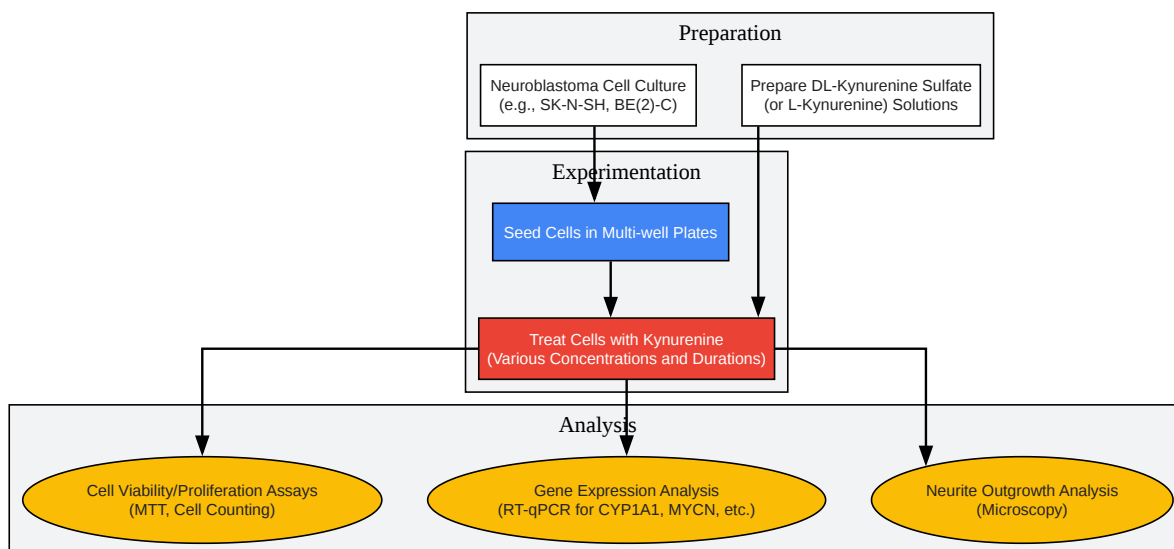 Preparation
Neuroblastoma Cell Culture
(e.g., SK-N-SH, BE(2)-C)
Prepare DL-Kynurenine Sulfate
(or L-Kynurenine) Solutions
Experimentation
Seed Cells in Multi-well Plates
Treat Cells with Kynurenine
(Various Concentrations and Durations)
Analysis
Cell Viability/Proliferation Assays
(MTT, Cell Counting)
Gene Expression Analysis
(RT-qPCR for CYP1A1, MYCN, etc.)
Neurite Outgrowth Analysis
(Microscopy)